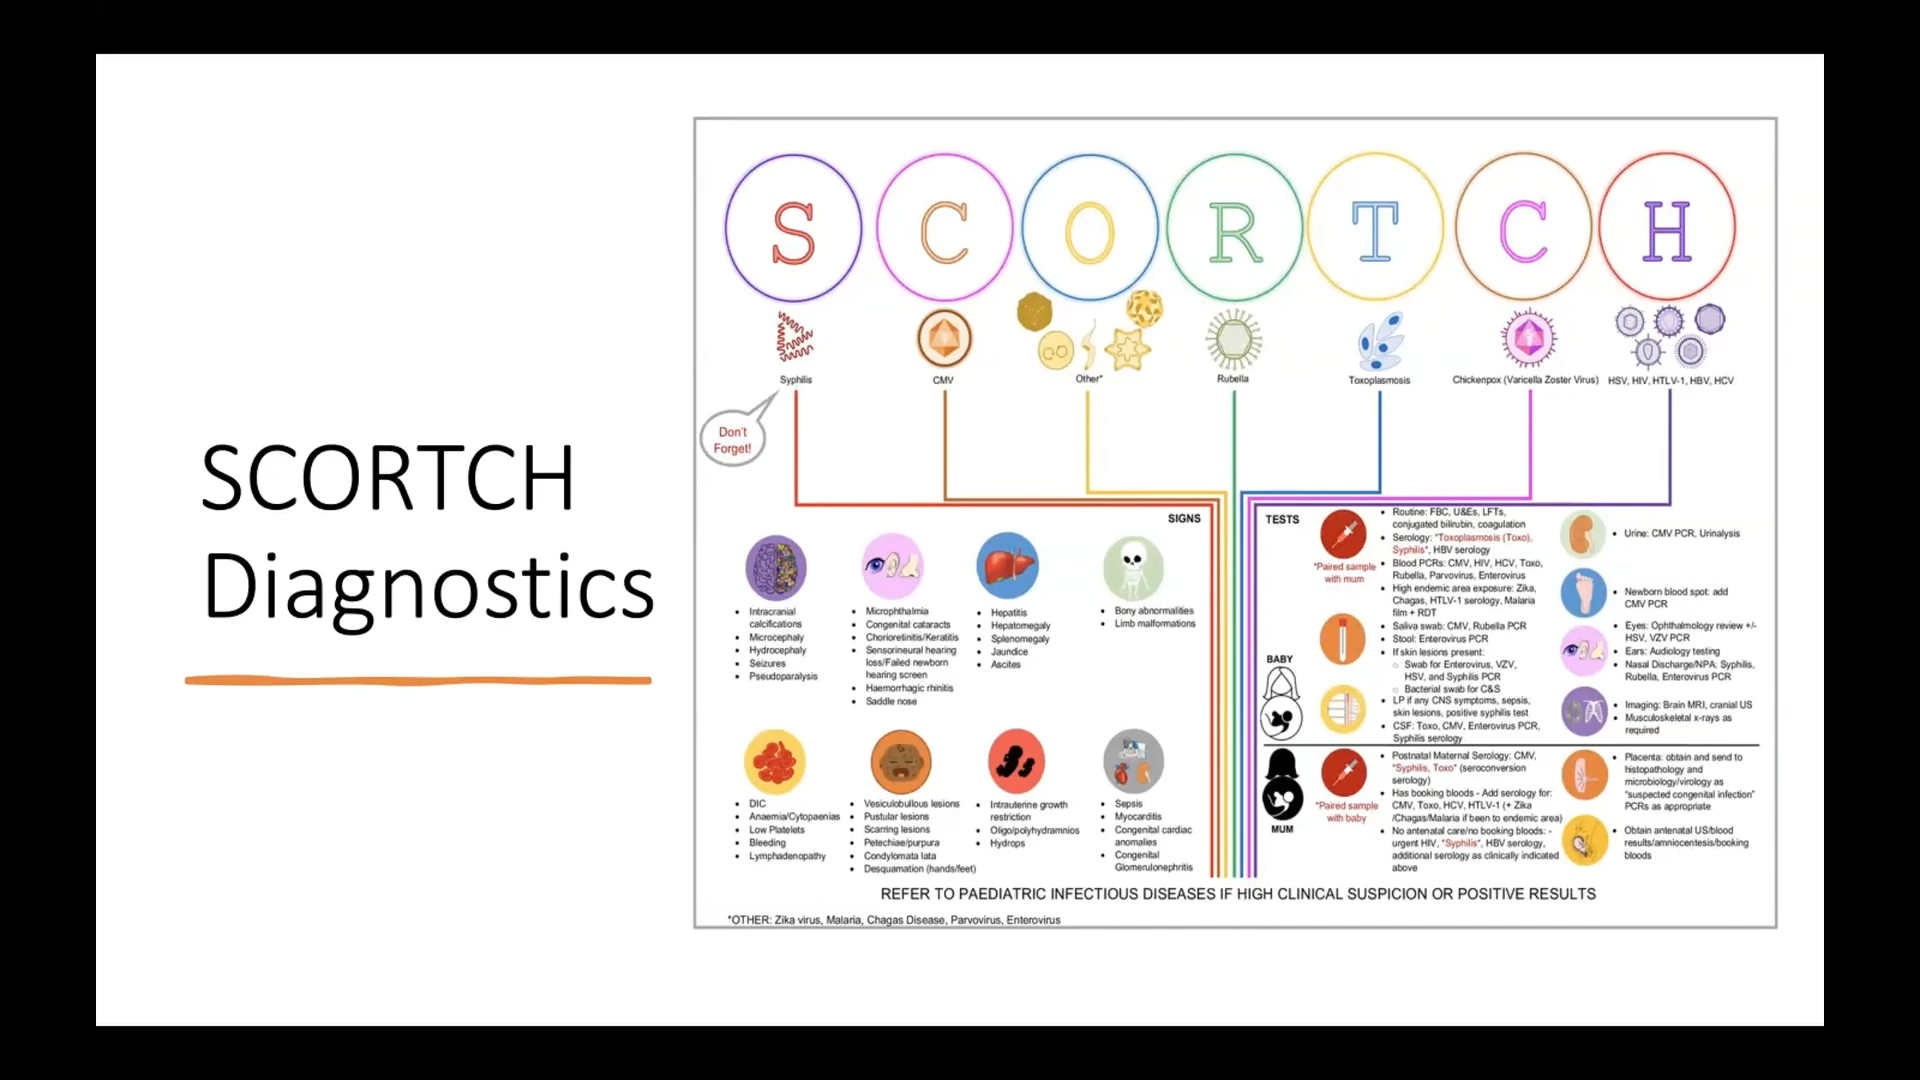 SCORTCH
Diagnostics
S C O R T C H
Syphilis
CMV
Other*
Rubella
Toxoplasmosis
Chickenpox (Varicella Zoster Virus)
HSV, HIV, HTLV-1, HBV, HCV
Don't
Forget!
SIGNS
• Intracranial
calcifications
• Microcephaly
• Hydrocephaly
• Seizures
• Pseudoparalysis
• Microphthalmia
• Congenital cataracts
• Chorioretinitis/Keratitis
• Sensorineural hearing
loss/Failed newborn
hearing screen
• Haemorrhagic rhinitis
• Saddle nose
• Hepatitis
• Hepatomegaly
• Splenomegaly
• Jaundice
• Ascites
• Bony abnormalities
• Limb malformations
• DIC
• Anaemia/Cytopaenias
• Low Platelets
• Bleeding
• Lymphadenopathy
• Vesiculobullous lesions
• Pustular lesions
• Scarring lesions
• Petechiae/purpura
• Condylomata lata
• Desquamation (hands/feet)
• Intrauterine growth
restriction
• Oligo/polyhydramnios
• Hydrops
• Sepsis
• Myocarditis
• Congenital cardiac
anomalies
• Congenital
Glomerulonephritis
TESTS
BABY
*Paired sample
with mum
• Routine: FBC, U&Es, LFTs,
conjugated bilirubin, coagulation
• Serology: *Toxoplasmosis (Toxo),
Syphilis*, HBV serology
• Blood PCRs: CMV, HIV, HCV, Toxo,
Rubella, Parvovirus, Enterovirus
• High endemic area exposure: Zika,
Chagas, HTLV-1 serology, Malaria
film + RDT
• Saliva swab: CMV, Rubella PCR
• Stool: Enterovirus PCR
• If skin lesions present:
○ Swab for Enterovirus, VZV,
HSV, and Syphilis PCR
○ Bacterial swab for C&S
• LP if any CNS symptoms, sepsis,
skin lesions, positive syphilis test
• CSF: Toxo, CMV, Enterovirus PCR,
Syphilis serology
• Urine: CMV PCR, Urinalysis
• Newborn blood spot: add
CMV PCR
• Eyes: Ophthalmology review +/-
HSV, VZV PCR
• Ears: Audiology testing
• Nasal Discharge/NPA: Syphilis,
Rubella, Enterovirus PCR
• Imaging: Brain MRI, cranial US
• Musculoskeletal x-rays as
required
MUM
*Paired sample
with baby
• Postnatal Maternal Serology: CMV,
*Syphilis, Toxo* (seroconversion
serology)
• Has booking bloods - Add serology for:
CMV, Toxo, HCV, HTLV-1 (+ Zika
/Chagas/Malaria if been to endemic area)
• No antenatal care/no booking bloods: -
urgent HIV, *Syphilis*, HBV serology,
additional serology as clinically indicated
above
• Placenta: obtain and send to
histopathology and
microbiology/virology as
"suspected congenital infection"
PCRs as appropriate
• Obtain antenatal US/blood
results/amniocentesis/booking
bloods
REFER TO PAEDIATRIC INFECTIOUS DISEASES IF HIGH CLINICAL SUSPICION OR POSITIVE RESULTS
*OTHER: Zika virus, Malaria, Chagas Disease, Parvovirus, Enterovirus